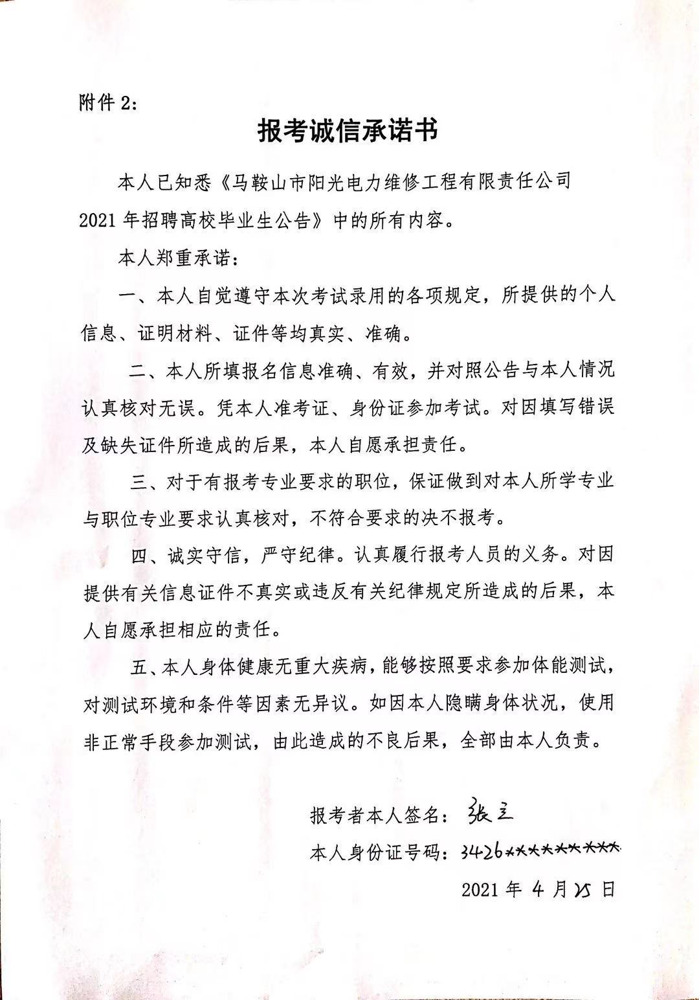 附件 2：
报考诚信承诺书
本人已知悉《马鞍山市阳光电力维修工程有限责任公司
2021 年招聘高校毕业生公告》中的所有内容。
本人郑重承诺：
一、本人自觉遵守本次考试录用的各项规定，所提供的个人
信息、证明材料、证件等均真实、准确。
二、本人所填报名信息准确、有效，并对照公告与本人情况
认真核对无误。凭本人准考证、身份证参加考试。对因填写错误
及缺失证件所造成的后果，本人自愿承担责任。
三、对于有报考专业要求的职位，保证做到对本人所学专业
与职位专业要求认真核对，不符合要求的决不报考。
四、诚实守信，严守纪律。认真履行报考人员的义务。对因
提供有关信息证件不真实或违反有关纪律规定所造成的后果，本
人自愿承担相应的责任。
五、本人身体健康无重大疾病，能够按照要求参加体能测试，
对测试环境和条件等因素无异议。如因本人隐瞒身体状况，使用
非正常手段参加测试，由此造成的不良后果，全部由本人负责。
报考者本人签名：张立
本人身份证号码：3426*********
2021 年 4 月 25 日